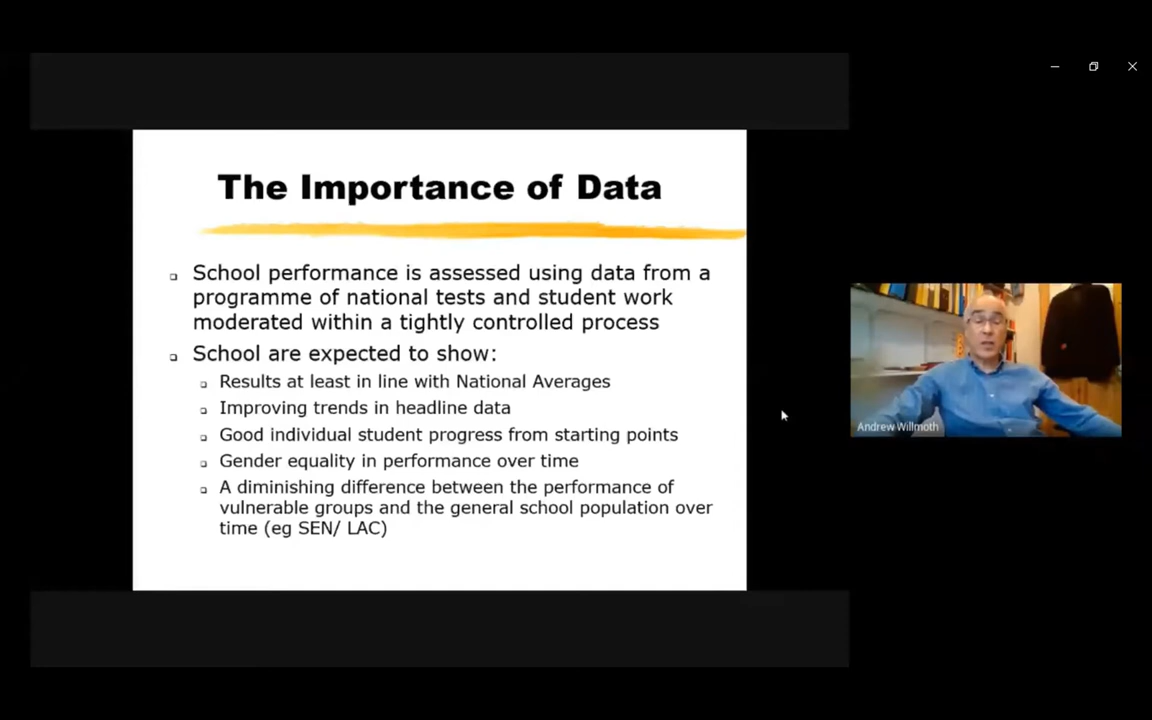 The Importance of Data
School performance is assessed using data from a
programme of national tests and student work
moderated within a tightly controlled process
School are expected to show:
Results at least in line with National Averages
Improving trends in headline data
Good individual student progress from starting points
Gender equality in performance over time
A diminishing difference between the performance of
vulnerable groups and the general school population over
time (eg SEN/ LAC)
Andrew Willmoth